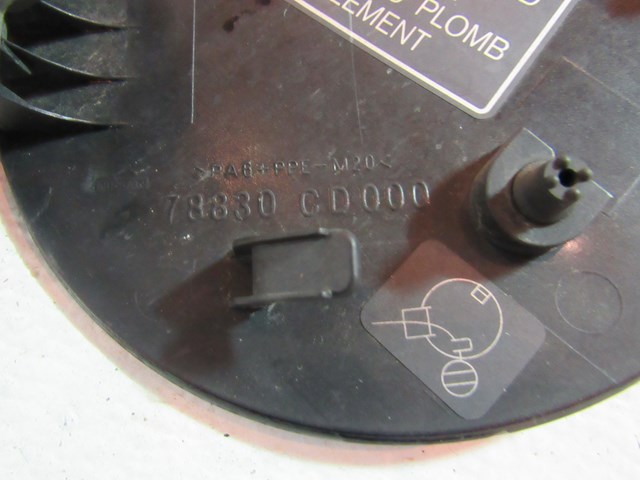 PLOMB
LEMENT
>PA6+PPE-M20<
78830 CD000